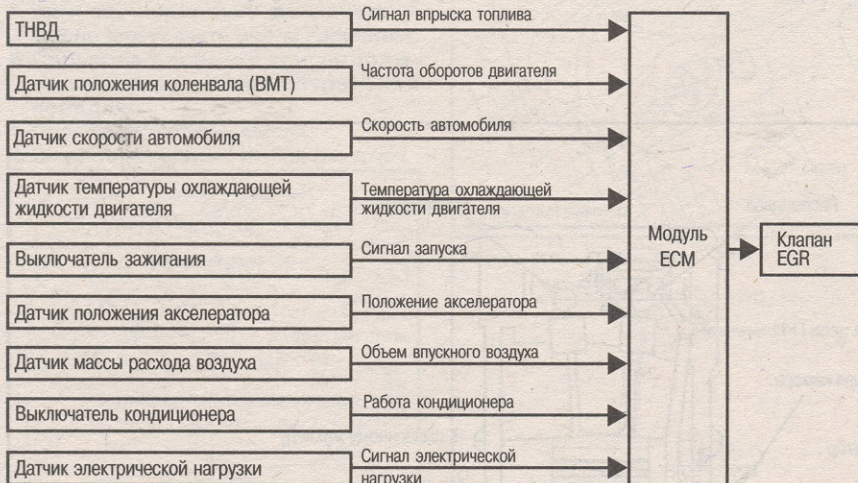 ТНВД
Сигнал впрыска топлива
Датчик положения коленвала (ВМТ)
Частота оборотов двигателя
Датчик скорости автомобиля
Скорость автомобиля
Датчик температуры охлаждающей
жидкости двигателя
Температура охлаждающей
жидкости двигателя
Выключатель зажигания
Сигнал запуска
Датчик положения акселератора
Положение акселератора
Датчик массы расхода воздуха
Объем впускного воздуха
Выключатель кондиционера
Работа кондиционера
Датчик электрической нагрузки
Сигнал электрической
нагрузки
Модуль
ECM
Клапан
EGR